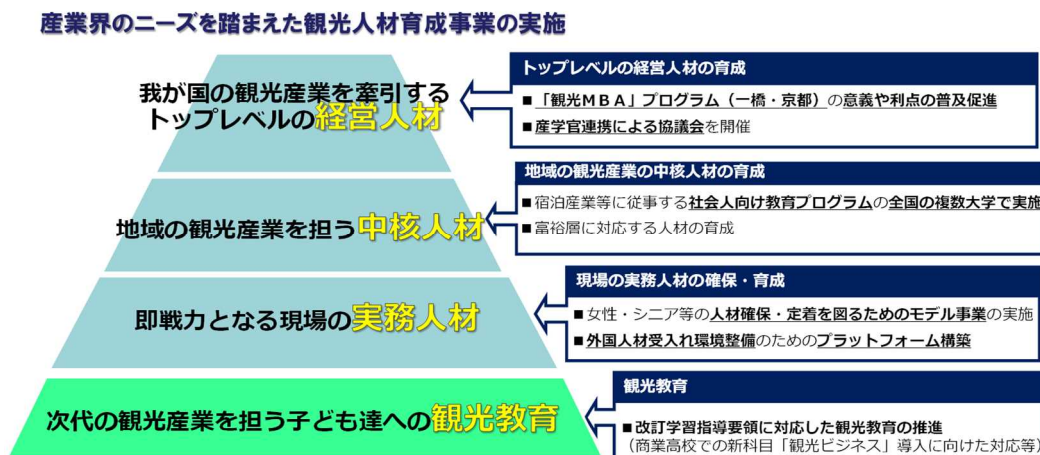 産業界のニーズを踏まえた観光人材育成事業の実施
我が国の観光産業を牽引する
トップレベルの経営人材
トップレベルの経営人材の育成
■「観光ＭＢＡ」プログラム（一橋・京都）の意義や利点の普及促進
■産学官連携による協議会を開催
地域の観光産業を担う中核人材
地域の観光産業の中核人材の育成
■宿泊産業等に従事する社会人向け教育プログラムの全国の複数大学で実施
■富裕層に対応する人材の育成
即戦力となる現場の実務人材
現場の実務人材の確保・育成
■女性・シニア等の人材確保・定着を図るためのモデル事業の実施
■外国人材受入れ環境整備のためのプラットフォーム構築
次代の観光産業を担う子ども達への観光教育
観光教育
■改訂学習指導要領に対応した観光教育の推進
（商業高校での新科目「観光ビジネス」導入に向けた対応等）